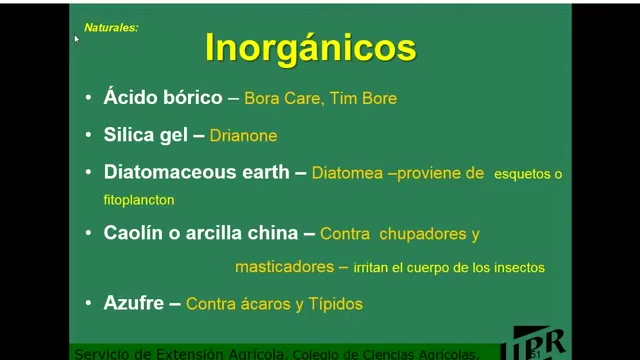 Naturales:
Inorgánicos
• Ácido bórico – Bora Care, Tim Bore
• Silica gel – Drianone
• Diatomaceous earth – Diatomea –proviene de esquetos o
fitoplancton
• Caolín o arcilla china – Contra chupadores y
masticadores – irritan el cuerpo de los insectos
• Azufre – Contra ácaros y Típidos
Servicio de Extensión Agrícola, Colegio de Ciencias Agrícolas,
UPR
51